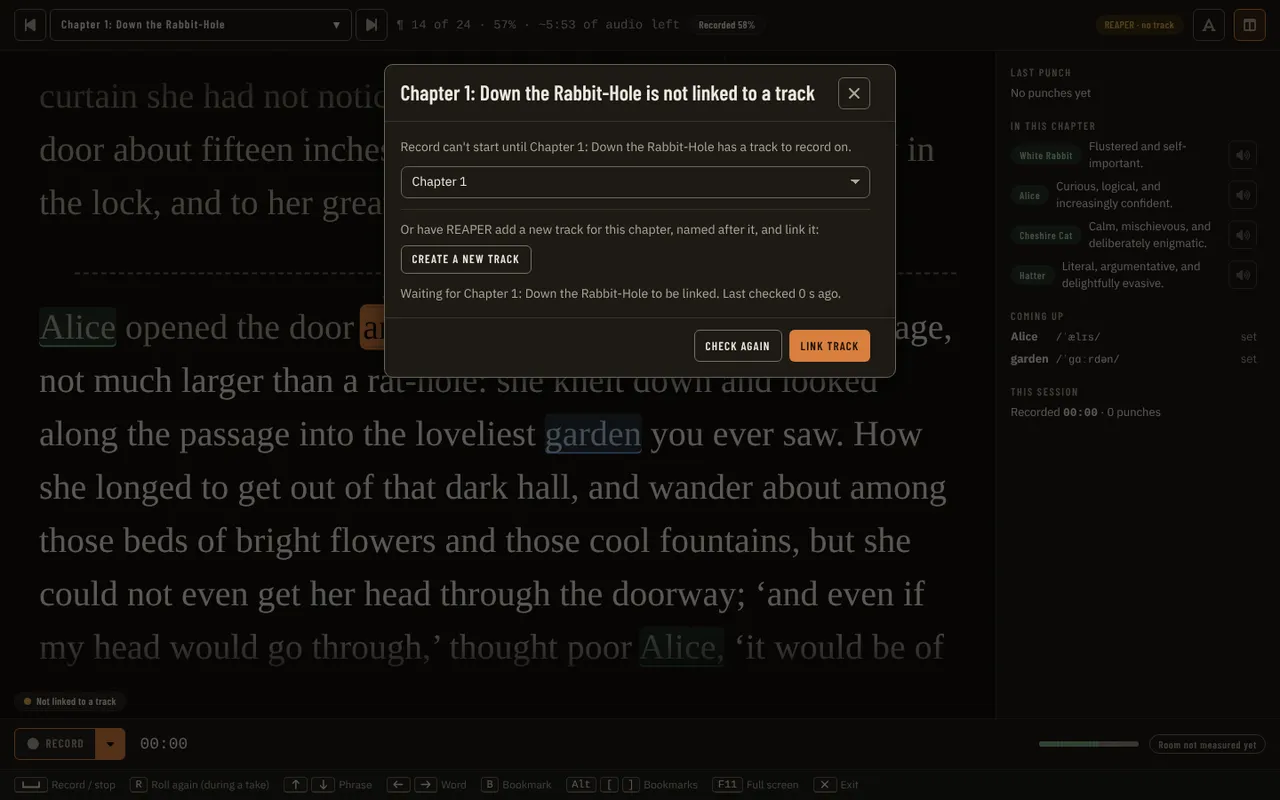 Chapter 1: Down the Rabbit-Hole
¶ 14 of 24 · 57% · ~5:53 of audio left
Recorded 58%
REAPER · no track
A
Chapter 1: Down the Rabbit-Hole is not linked to a track
Record can't start until Chapter 1: Down the Rabbit-Hole has a track to record on.
Chapter 1
Or have REAPER add a new track for this chapter, named after it, and link it:
CREATE A NEW TRACK
Waiting for Chapter 1: Down the Rabbit-Hole to be linked. Last checked 0 s ago.
CHECK AGAIN
LINK TRACK
curtain she had not
door about fifteen inches in
the lock, and to her
Alice opened the door
not much larger than a rat-hole: she knelt down and looked
along the passage into the loveliest garden you ever saw. How
she longed to get out of that dark hall, and wander about among
those beds of bright flowers and those cool fountains, but she
could not even get her head through the doorway; ‘and even if
my head would go through,’ thought poor Alice, ‘it would be of
LAST PUNCH
No punches yet
IN THIS CHAPTER
White Rabbit
Flustered and self-
important.
Alice
Curious, logical, and
increasingly confident.
Cheshire Cat
Calm, mischievous, and
deliberately enigmatic.
Hatter
Literal, argumentative, and
delightfully evasive.
COMING UP
Alice /ˈælɪs/ set
garden /ˈɡɑːrdən/ set
THIS SESSION
Recorded 00:00 · 0 punches
Not linked to a track
RECORD
00:00
Room not measured yet
Record / stop
R Roll again (during a take)
↑ ↓ Phrase
← → Word
B Bookmark
Alt [ ] Bookmarks
F11 Full screen
✕ Exit